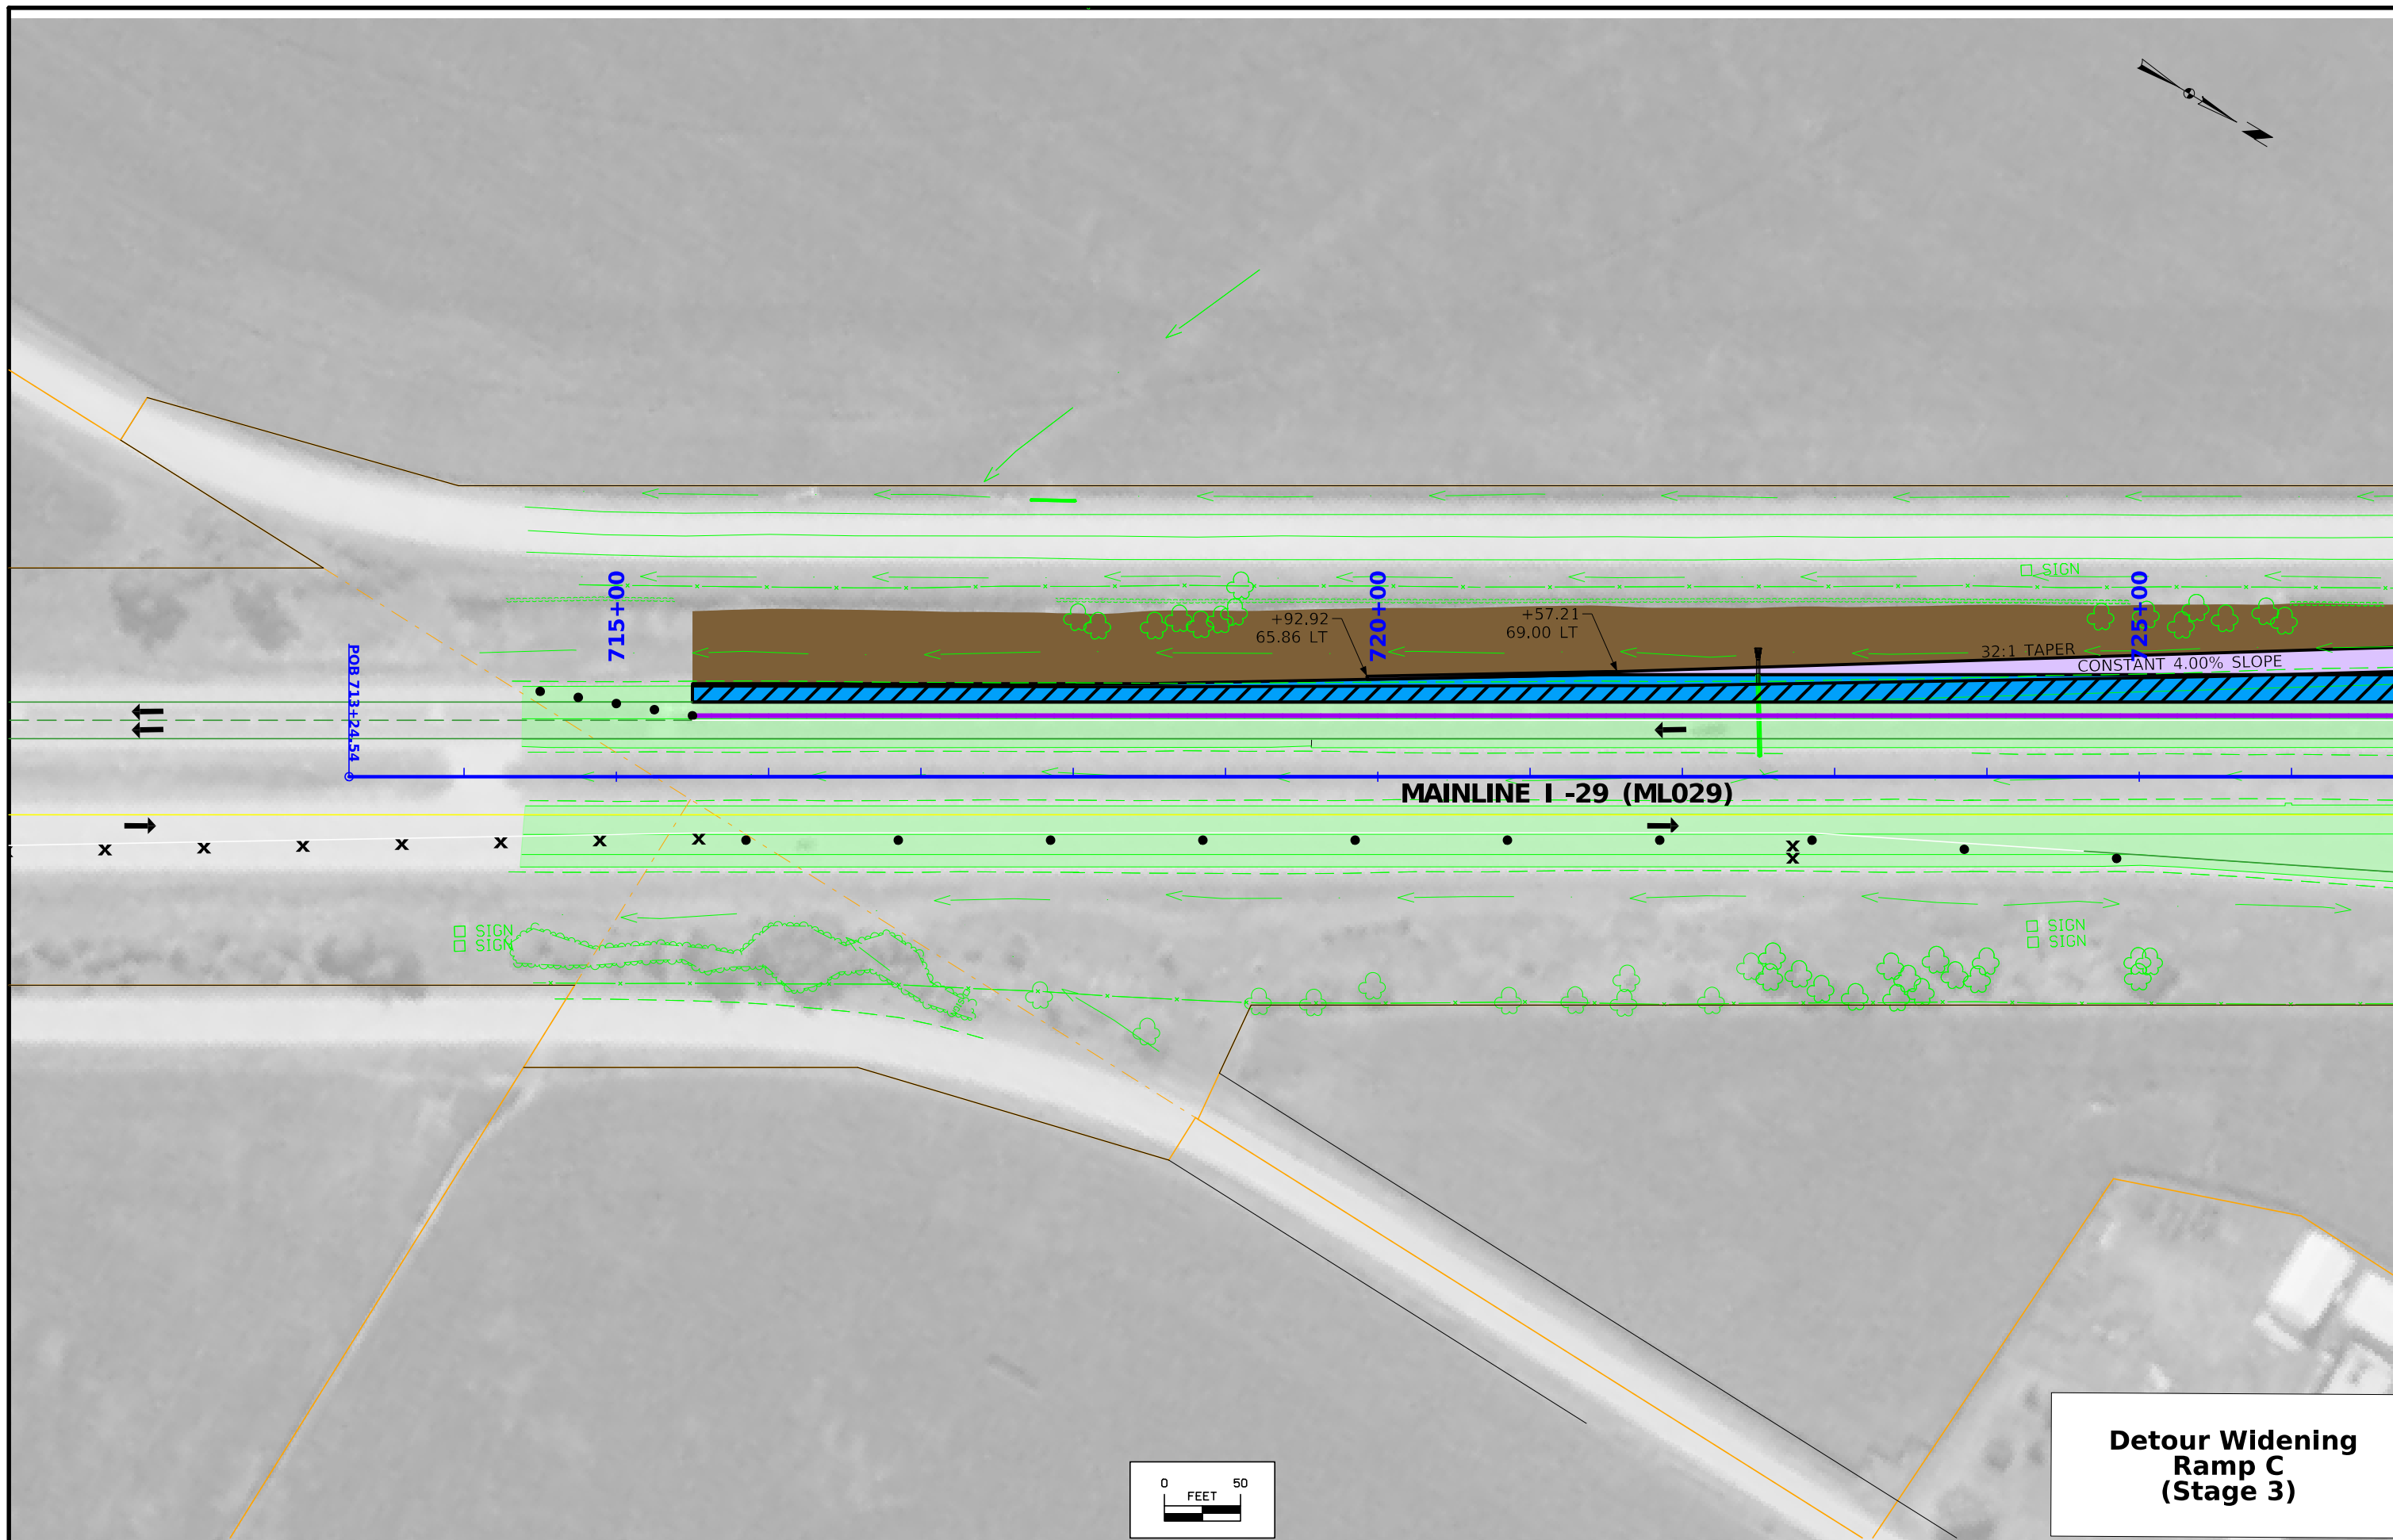 SIGN
715+00
720+00
725+00
+92.92
65.86 LT
+57.21
69.00 LT
32:1 TAPER
CONSTANT 4.00% SLOPE
POB 713+24.54
MAINLINE I-29 (ML029)
x x x x x x x x
x
SIGN
SIGN
SIGN
SIGN
0 50
FEET
Detour Widening
Ramp C
(Stage 3)
N